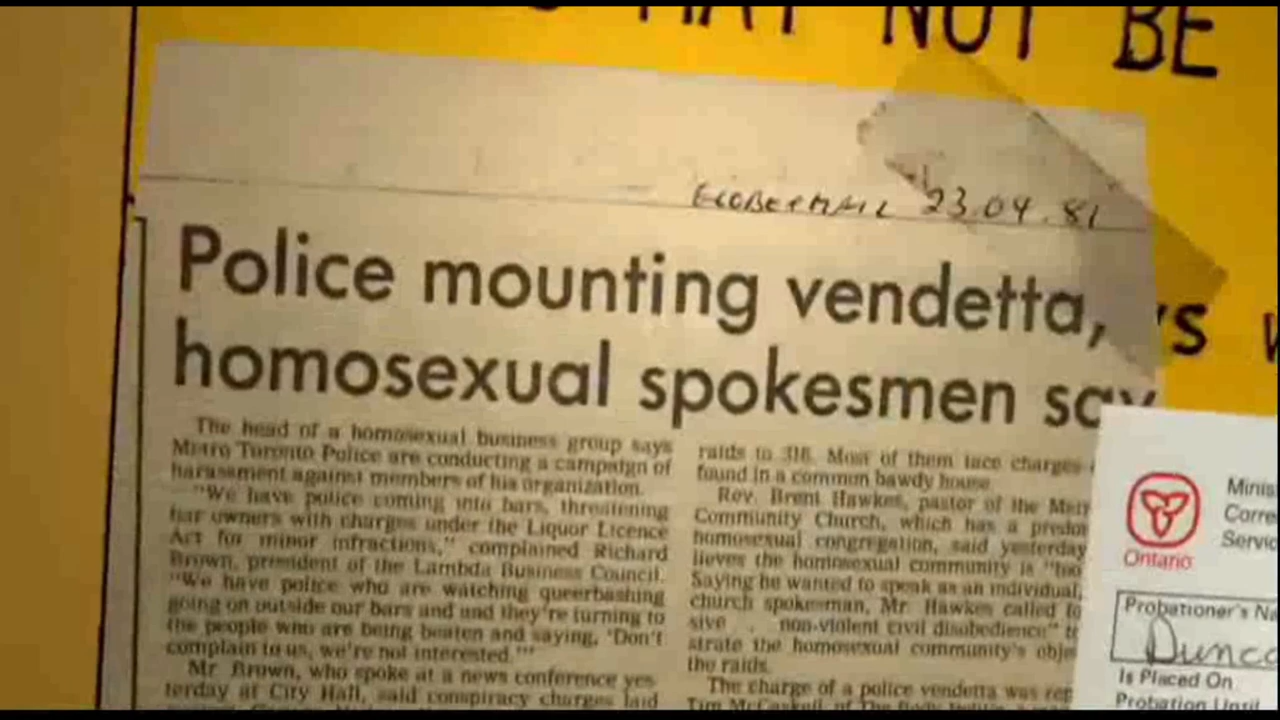 MAY NOT BE
GLOBE & MAIL 23.04.81
Police mounting vendetta,
homosexual spokesmen say
The head of a homosexual business group says
Metro Toronto Police are conducting a campaign of
harassment against members of his organization.
"We have police coming into bars, threatening
bar owners with charges under the Liquor Licence
Act for minor infractions," complained Richard
Brown, president of the Lambda Business Council.
"We have police who are watching queerbashing
going on outside our bars and and they're turning to
the people who are being beaten and saying, 'Don't
complain to us, we're not interested.'"
Mr. Brown, who spoke at a news conference yes
terday at City Hall, said conspiracy charges laid
raids to 316. Most of them face charges
found in a common bawdy house.
Rev. Brent Hawkes, pastor of the
Community Church, which has a
homosexual congregation, said yesterday
lieves the homosexual community is
Saying he wanted to speak as an individual,
church spokesman, Mr. Hawkes called
sive . non-violent civil disobedience"
strate the homosexual community's
the raids.
The charge of a police vendetta was
Tim McCaskell, of The Body
's
Ontario
Probationer's
Is Placed On
Probation Until